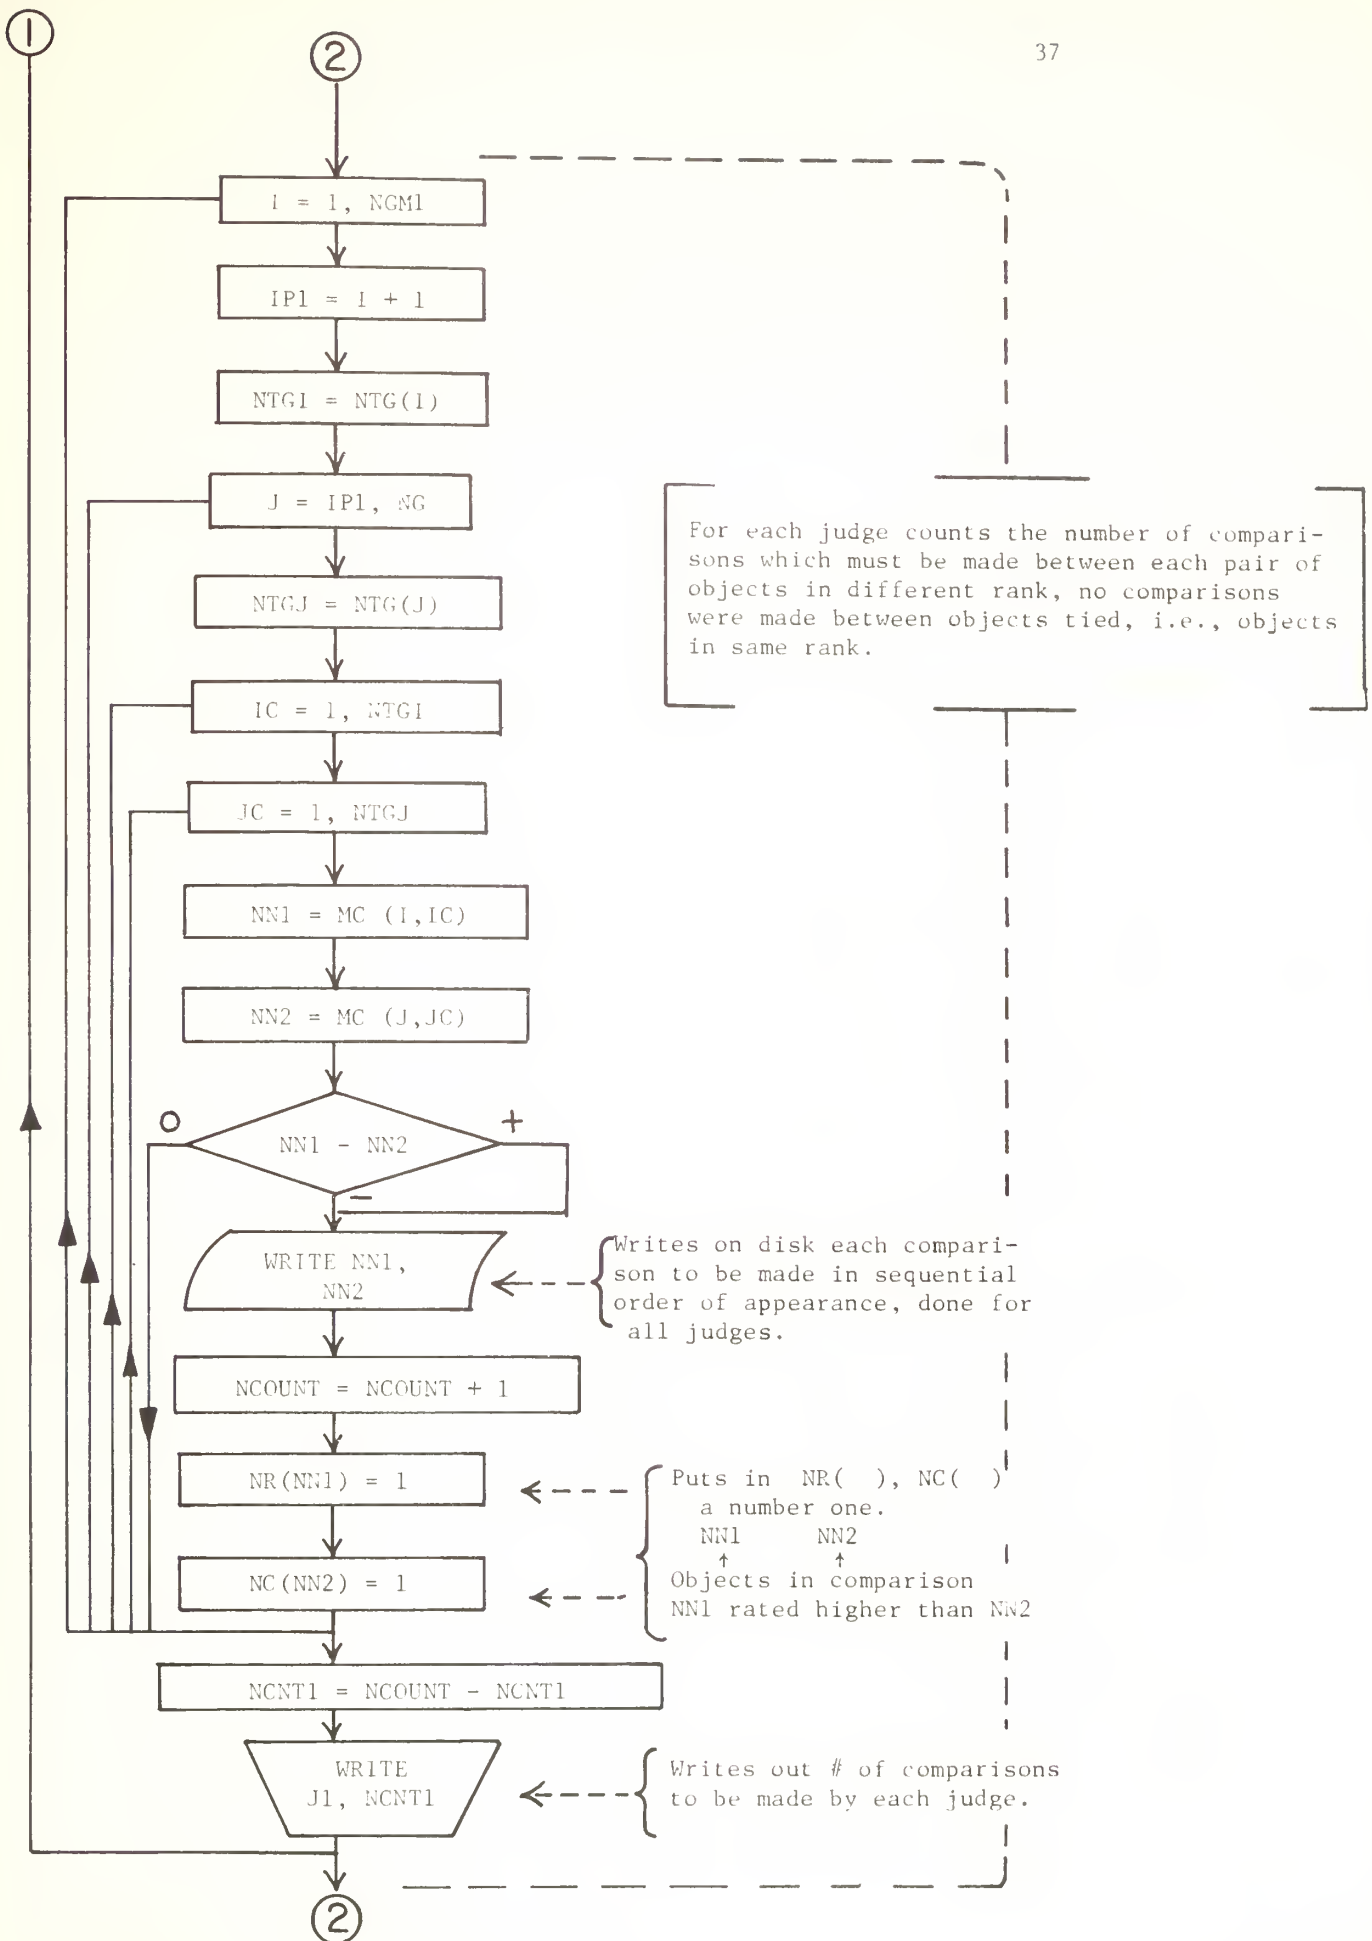 1
2
37
I = 1, NGM1
IP1 = I + 1
NTGI = NTG(I)
J = IP1, NG
For each judge counts the number of compari-
sons which must be made between each pair of
objects in different rank, no comparisons
were made between objects tied, i.e., objects
in same rank.
NTGJ = NTG(J)
IC = 1, NTGI
JC = 1, NTGJ
NN1 = MC (I,IC)
NN2 = MC (J,JC)
O
+
NN1 - NN2
-
WRITE NN1,
NN2
Writes on disk each compari-
son to be made in sequential
order of appearance, done for
all judges.
NCOUNT = NCOUNT + 1
NR(NN1) = 1
NC(NN2) = 1
Puts in NR( ), NC( )
a number one.
NN1 NN2
↑ ↑
Objects in comparison
NN1 rated higher than NN2
NCNT1 = NCOUNT - NCNT1
WRITE
J1, NCNT1
Writes out # of comparisons
to be made by each judge.
2